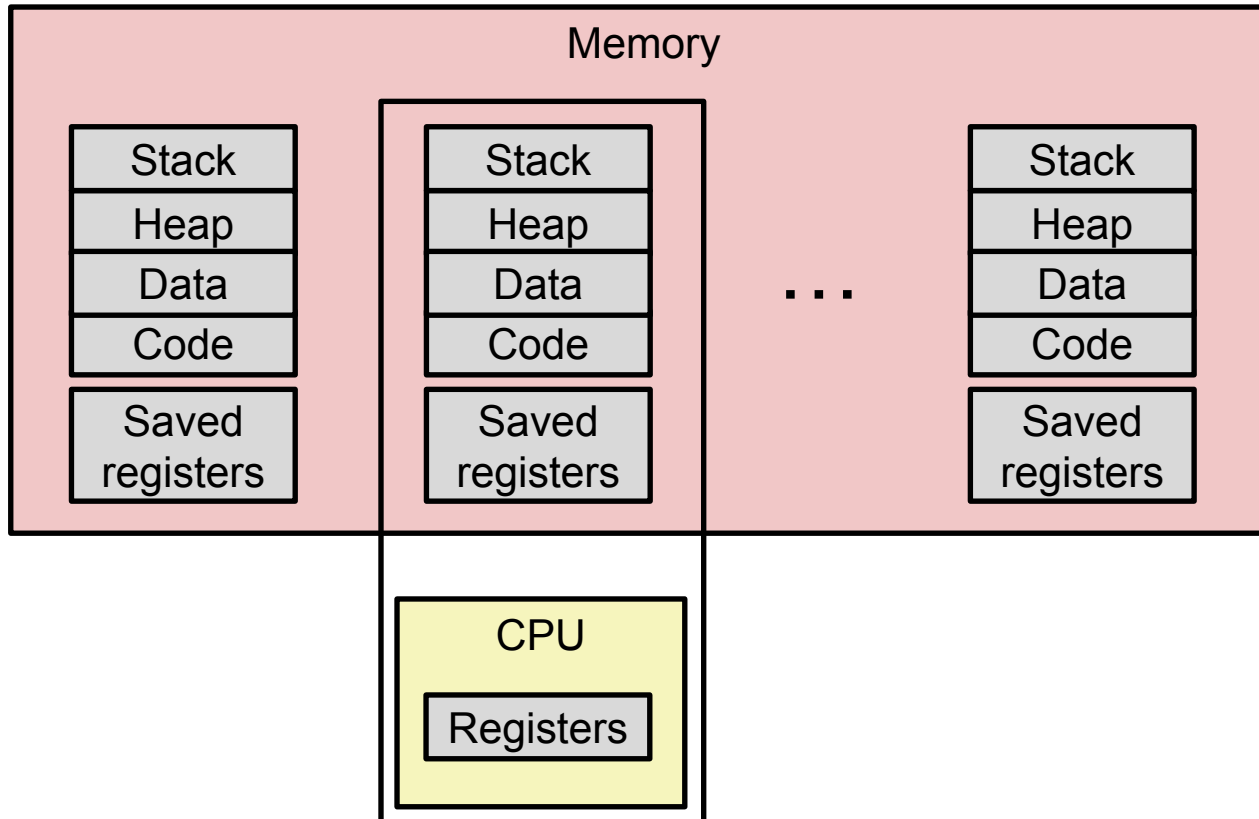 Memory
Stack
Heap
Data
Code
Saved
registers
Stack
Heap
Data
Code
Saved
registers
...
Stack
Heap
Data
Code
Saved
registers
CPU
Registers